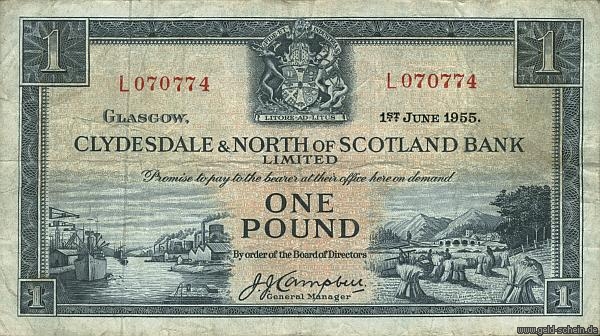 1 1
L 070774 L 070774
LITORE·AD·LITUS
GLASGOW, 1ST JUNE 1955.
CLYDESDALE & NORTH OF SCOTLAND BANK
LIMITED
Promise to pay to the bearer at their office here on demand
ONE
POUND
By order of the Board of Directors
J.J. Campbell
General Manager
1 1
www.geld-schein.de